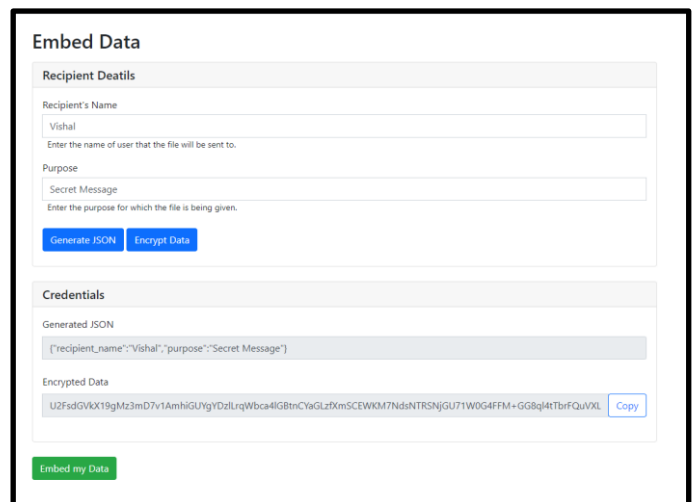 Embed Data
Recipient Deatils
Recipient's Name
Vishal
Enter the name of user that the file will be sent to.
Purpose
Secret Message
Enter the purpose for which the file is being given.
Generate JSON Encrypt Data
Credentials
Generated JSON
{"recipient_name":"Vishal","purpose":"Secret Message"}
Encrypted Data
U2FsdGVkX19gMz3mD7v1AmhiGUYgYDzlLrqWbca4lGBtnCYaGLzfXmSCEWKM7NdsNTRSNjGU71W0G4FFM+GG8ql4tTbrFQuVXL Copy
Embed my Data